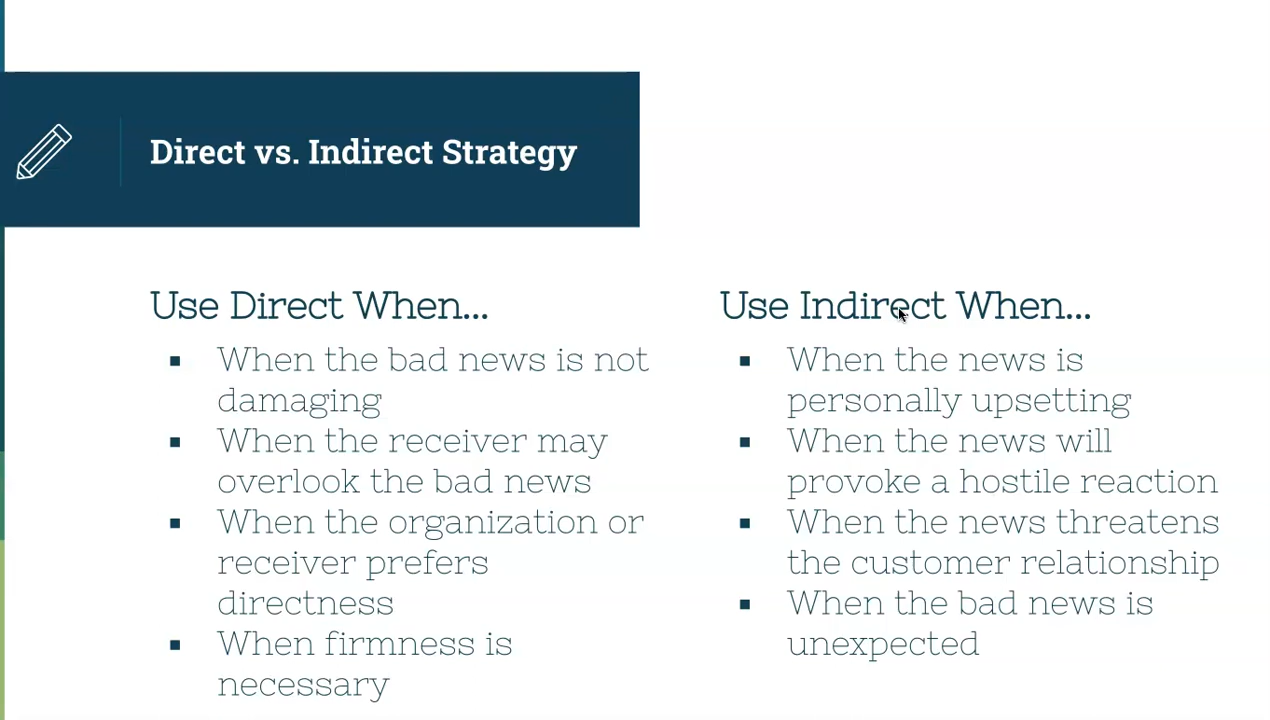 Direct vs. Indirect Strategy
Use Direct When...
▪ When the bad news is not
damaging
▪ When the receiver may
overlook the bad news
▪ When the organization or
receiver prefers
directness
▪ When firmness is
necessary
Use Indirect When...
▪ When the news is
personally upsetting
▪ When the news will
provoke a hostile reaction
▪ When the news threatens
the customer relationship
▪ When the bad news is
unexpected